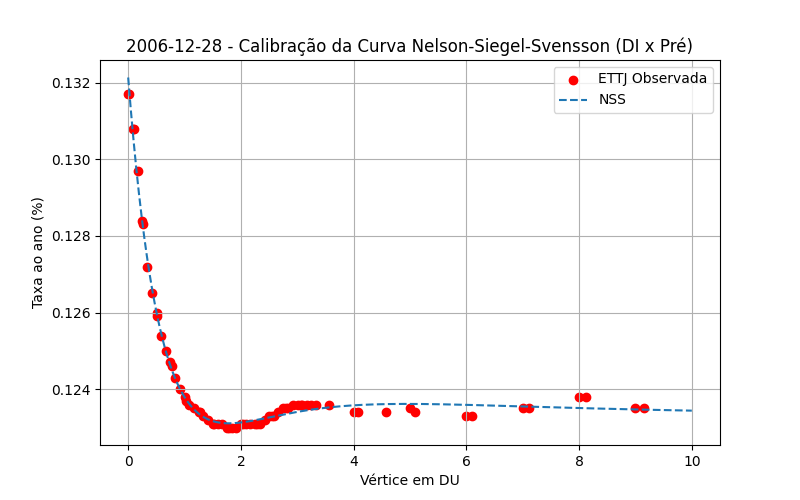 2006-12-28 - Calibração da Curva Nelson-Siegel-Svensson (DI x Pré)
ETTJ Observada
NSS
Taxa ao ano (%)
0.132
0.130
0.128
0.126
0.124
0 2 4 6 8 10
Vértice em DU